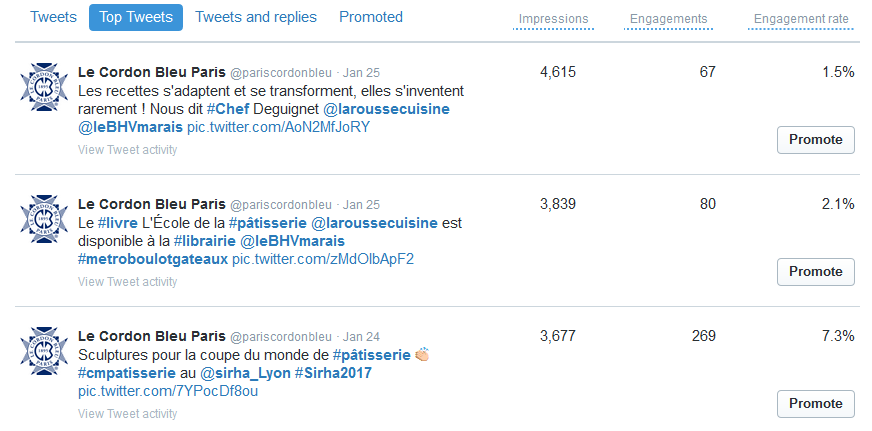 Tweets Top Tweets Tweets and replies Promoted Impressions Engagements Engagement rate
Le Cordon Bleu Paris @pariscordonbleu · Jan 25 4,615 67 1.5%
Les recettes s'adaptent et se transforment, elles s'inventent
rarement ! Nous dit #Chef Deguignet @laroussecuisine
@leBHVmarais pic.twitter.com/AoN2MfJoRY
Promote
View Tweet activity
Le Cordon Bleu Paris @pariscordonbleu · Jan 25 3,839 80 2.1%
Le #livre L'École de la #pâtisserie @laroussecuisine est
disponible à la #librairie @leBHVmarais
#metroboulotgateaux pic.twitter.com/zMdOlbApF2
Promote
View Tweet activity
Le Cordon Bleu Paris @pariscordonbleu · Jan 24 3,677 269 7.3%
Sculptures pour la coupe du monde de #pâtisserie 👏🏻
#cmpatisserie au @sirha_Lyon #Sirha2017
pic.twitter.com/7YPocDf8ou
Promote
View Tweet activity